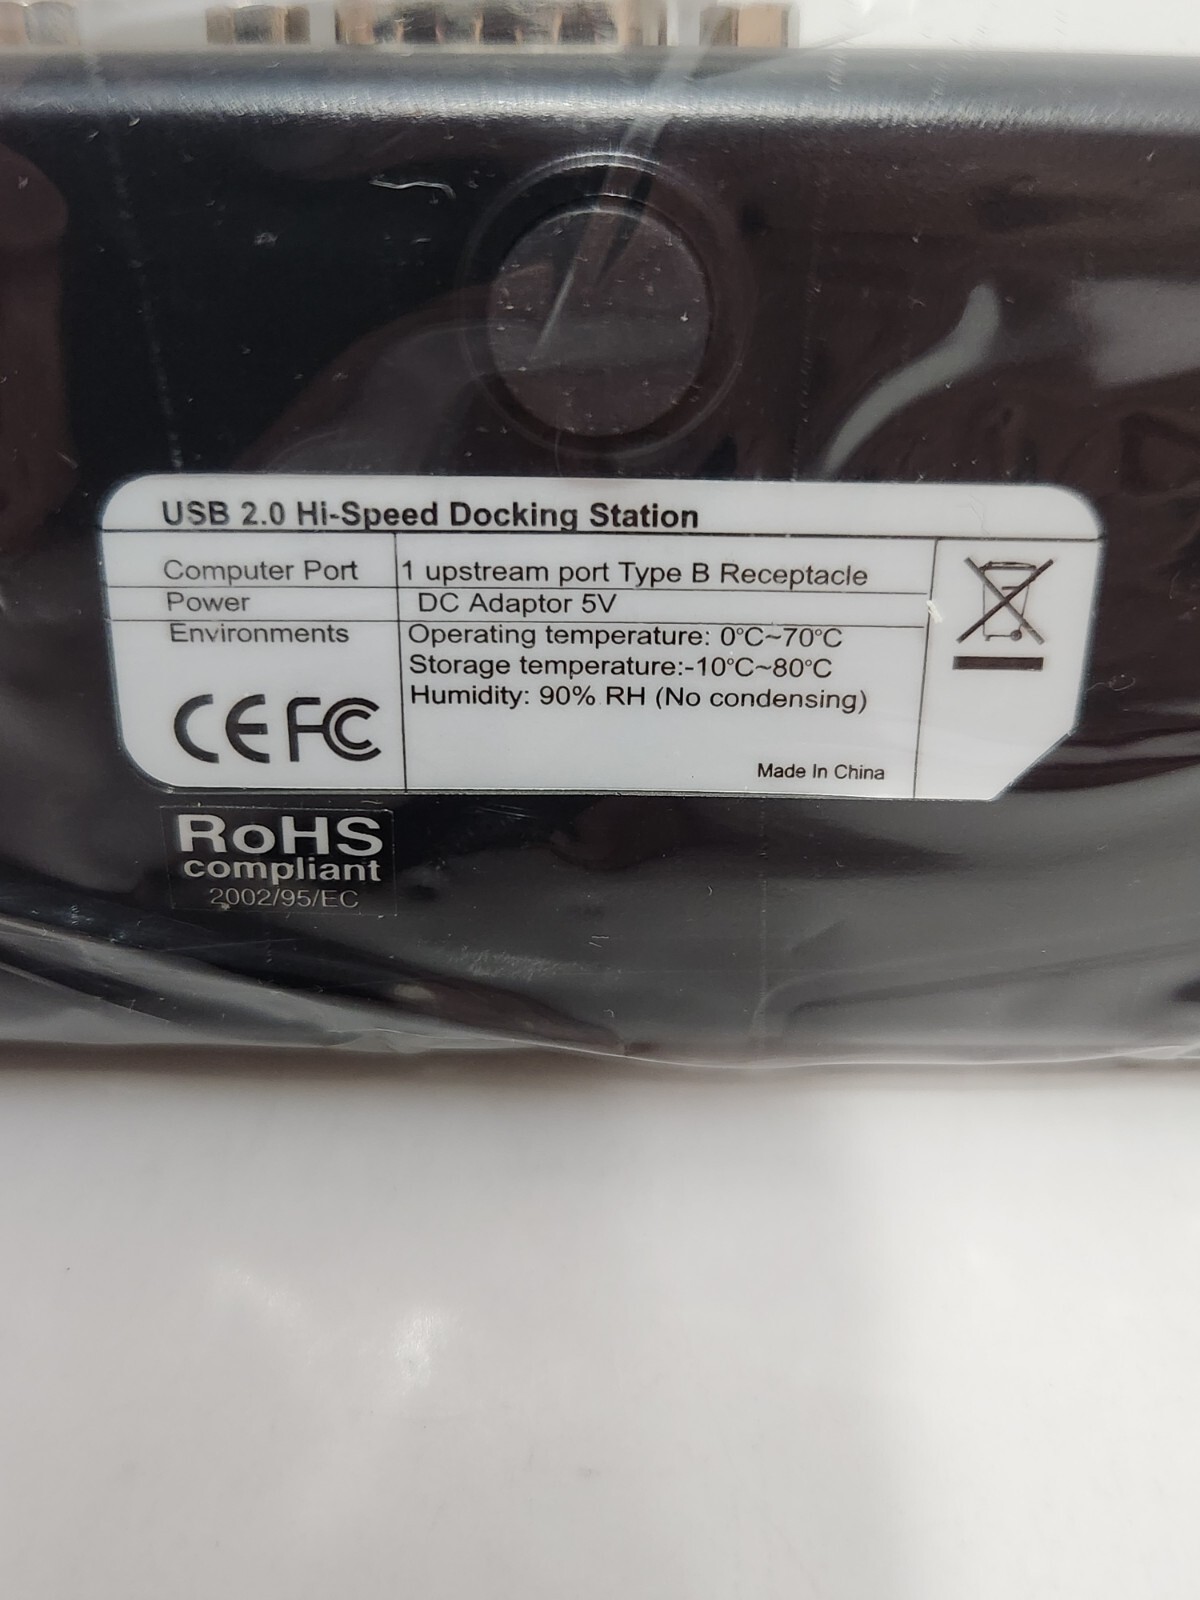 USB 2.0 Hi-Speed Docking Station
Computer Port 1 upstream port Type B Receptacle
Power DC Adaptor 5V
Environments Operating temperature: 0°C~70°C
Storage temperature:-10°C~80°C
Humidity: 90% RH (No condensing)
CE FC
Made In China
RoHS
compliant
2002/95/EC